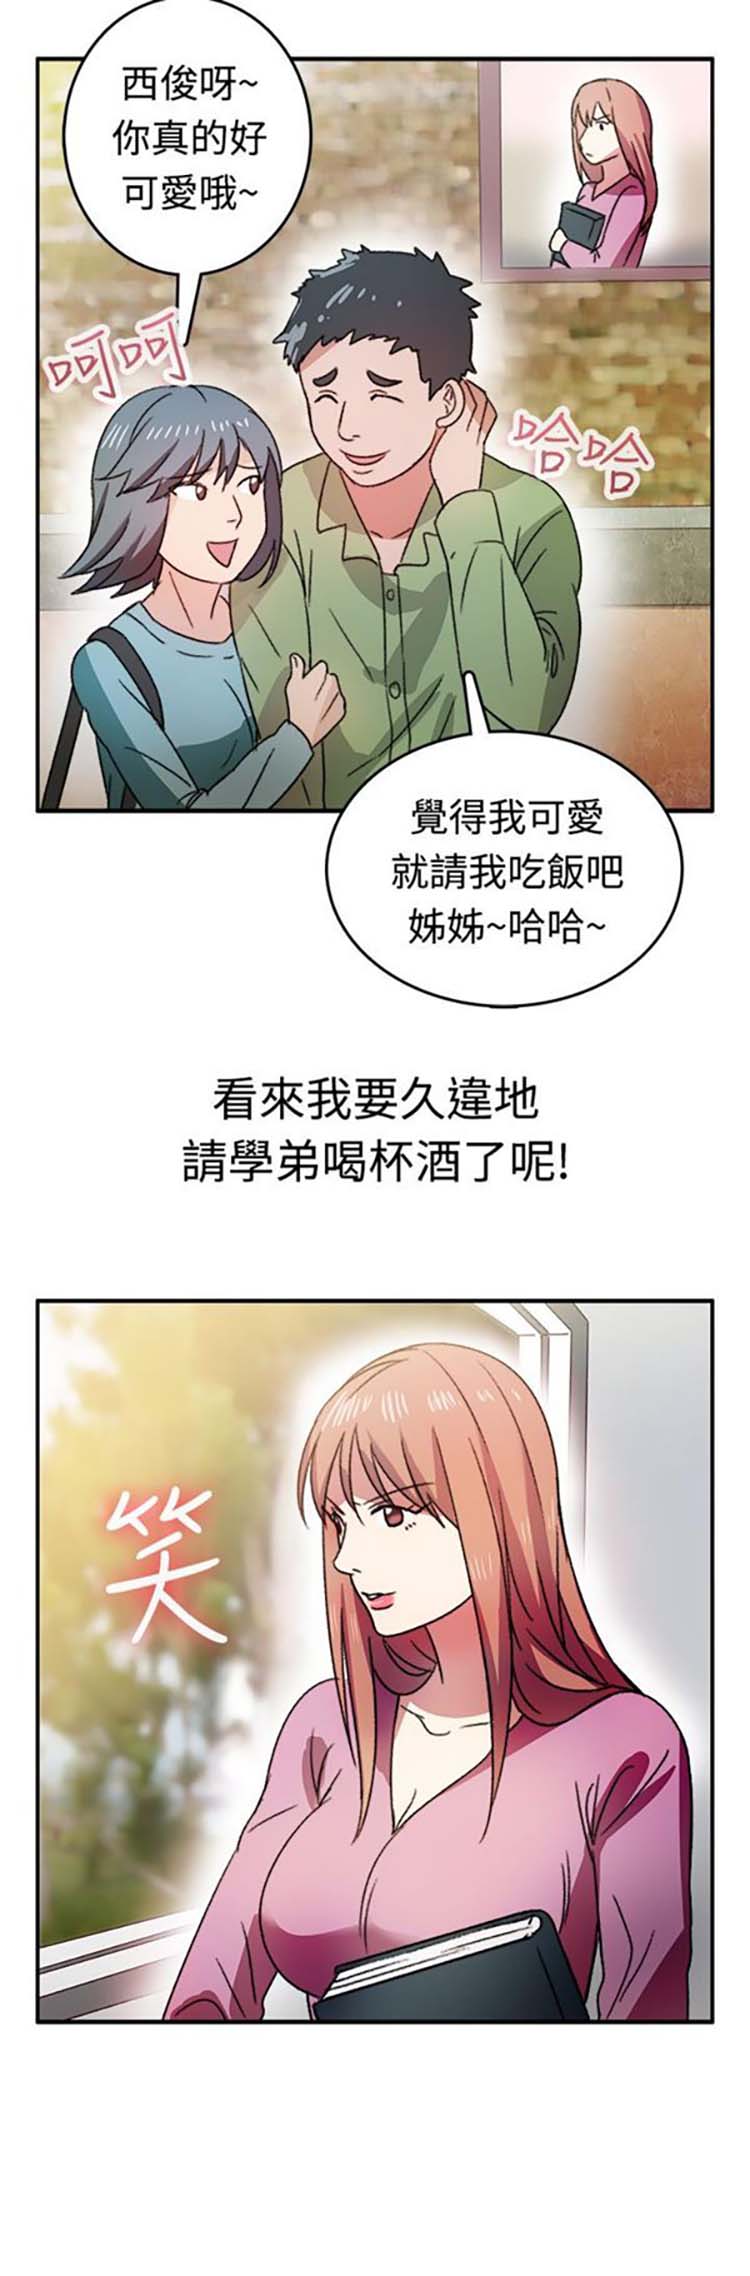 西俊呀~
你真的好
可愛哦~
呵呵
哈哈
覺得我可愛
就請我吃飯吧
姊姊~哈哈~
看來我要久違地
請學弟喝杯酒了呢!
笑